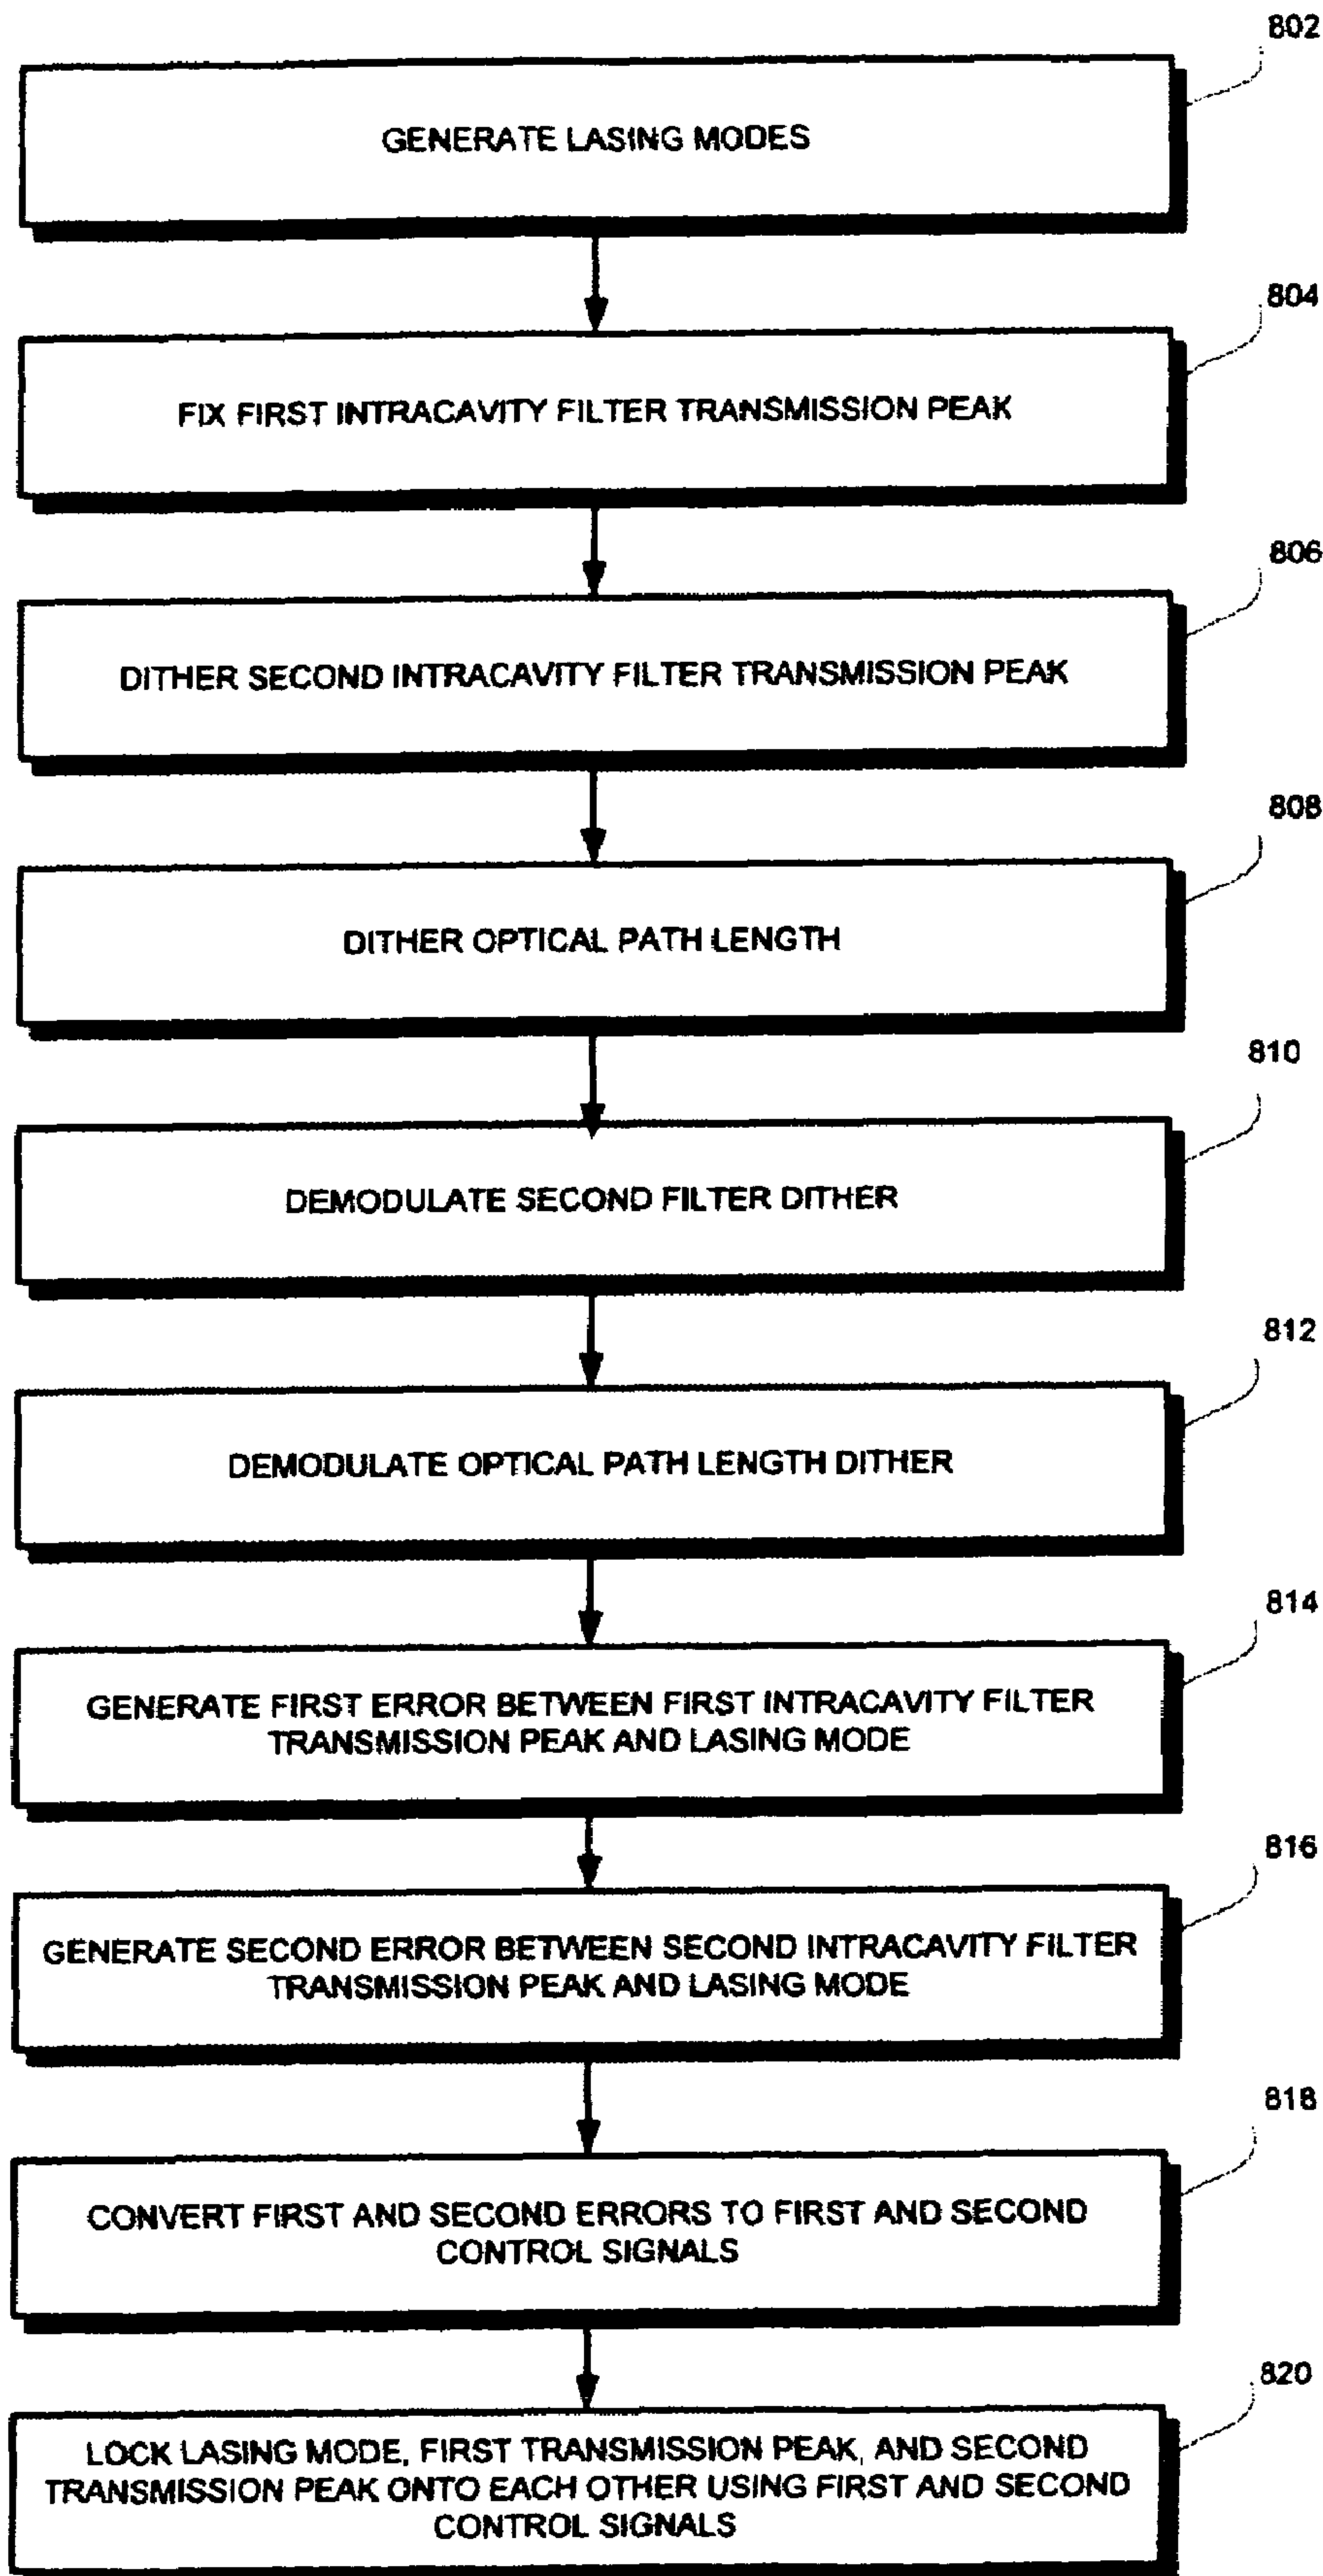 802
GENERATE LASING MODES
804
FIX FIRST INTRACAVITY FILTER TRANSMISSION PEAK
806
DITHER SECOND INTRACAVITY FILTER TRANSMISSION PEAK
808
DITHER OPTICAL PATH LENGTH
810
DEMODULATE SECOND FILTER DITHER
812
DEMODULATE OPTICAL PATH LENGTH DITHER
814
GENERATE FIRST ERROR BETWEEN FIRST INTRACAVITY FILTER
TRANSMISSION PEAK AND LASING MODE
816
GENERATE SECOND ERROR BETWEEN SECOND INTRACAVITY FILTER
TRANSMISSION PEAK AND LASING MODE
818
CONVERT FIRST AND SECOND ERRORS TO FIRST AND SECOND
CONTROL SIGNALS
820
LOCK LASING MODE, FIRST TRANSMISSION PEAK, AND SECOND
TRANSMISSION PEAK ONTO EACH OTHER USING FIRST AND SECOND
CONTROL SIGNALS